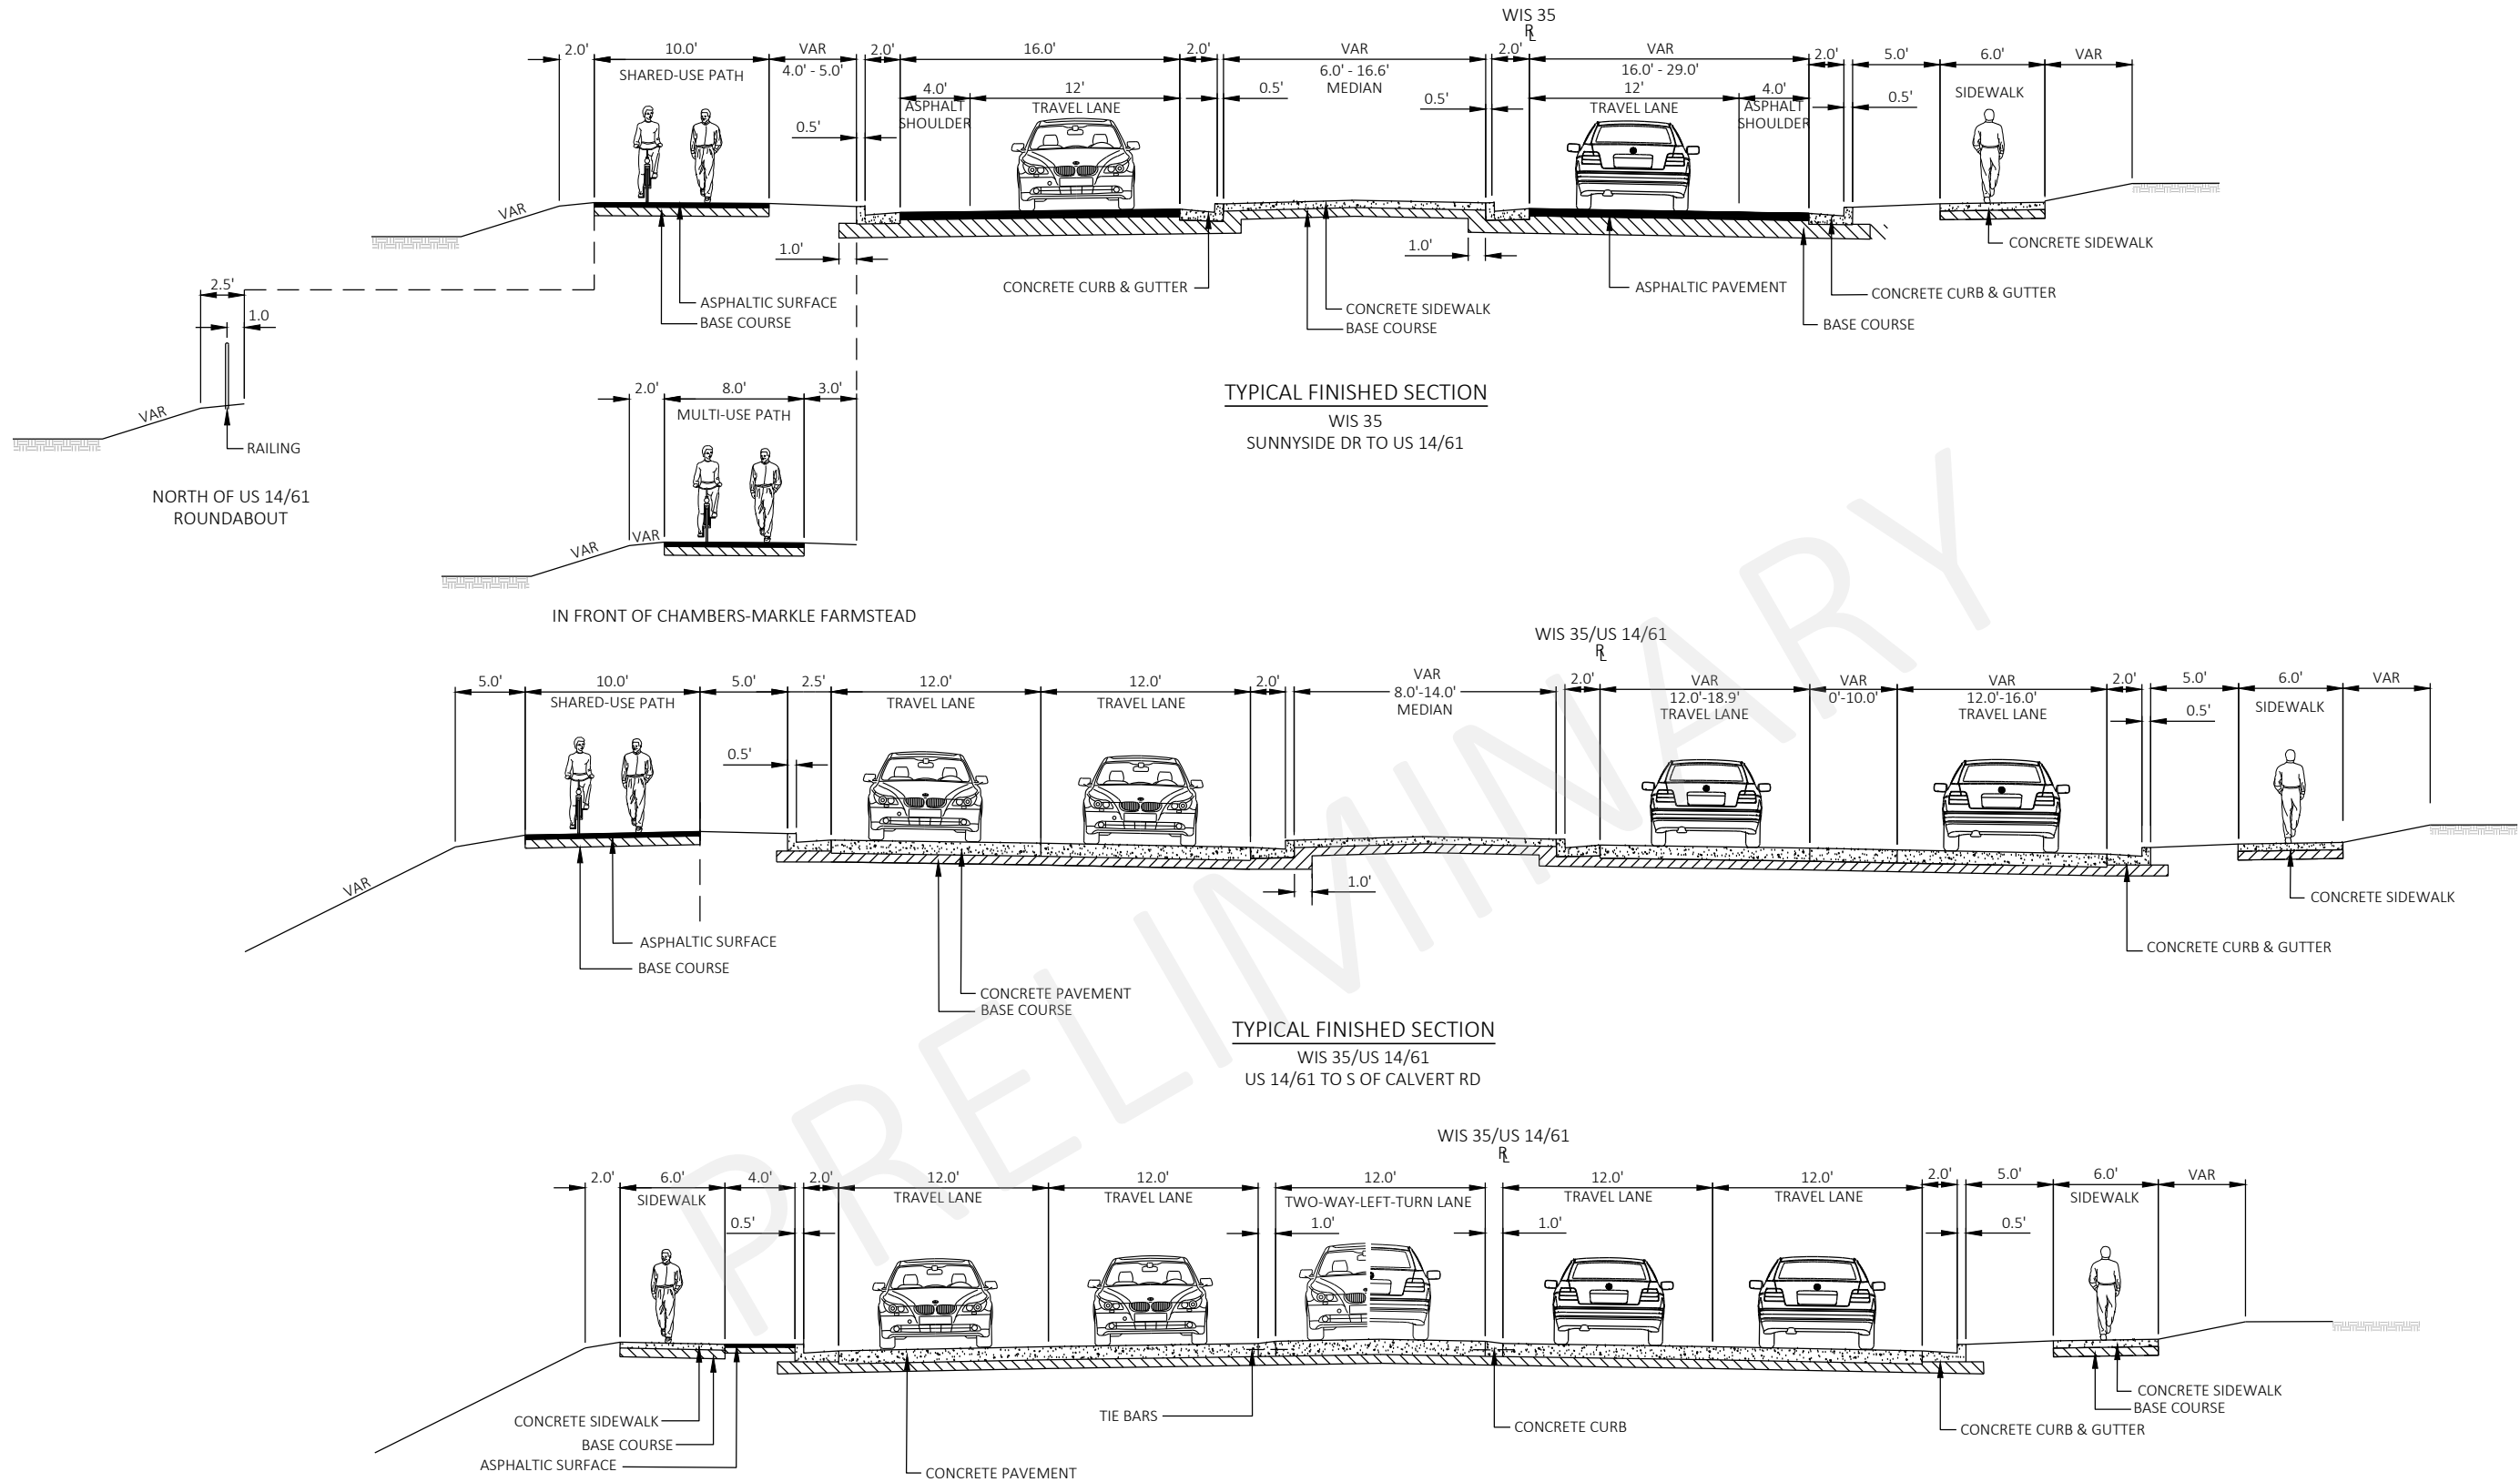 WIS 35
RL
2.0' 10.0' VAR 2.0' 16.0' 2.0' VAR 2.0' VAR 2.0' 5.0' 6.0' VAR
SHARED-USE PATH 4.0' - 5.0' 6.0' - 16.6' 16.0' - 29.0'
MEDIAN
4.0' 12' 0.5' 0.5' 12' 4.0' 0.5' SIDEWALK
ASPHALT TRAVEL LANE TRAVEL LANE ASPHALT
SHOULDER SHOULDER
0.5'
VAR
1.0' 1.0' CONCRETE SIDEWALK
2.5'
CONCRETE CURB & GUTTER ASPHALTIC PAVEMENT CONCRETE CURB & GUTTER
ASPHALTIC SURFACE CONCRETE SIDEWALK
1.0 BASE COURSE BASE COURSE BASE COURSE
2.0' 8.0' 3.0'
MULTI-USE PATH
VAR
RAILING
TYPICAL FINISHED SECTION
WIS 35
SUNNYSIDE DR TO US 14/61
NORTH OF US 14/61
ROUNDABOUT
VAR VAR
IN FRONT OF CHAMBERS-MARKLE FARMSTEAD
WIS 35/US 14/61
RL
5.0' 10.0' 5.0' 2.5' 12.0' 12.0' 2.0' VAR 2.0' VAR VAR VAR 2.0' 5.0' 6.0' VAR
8.0'-14.0' 12.0'-18.9' 0'-10.0' 12.0'-16.0'
SHARED-USE PATH TRAVEL LANE TRAVEL LANE MEDIAN TRAVEL LANE TRAVEL LANE 0.5' SIDEWALK
0.5'
VAR 1.0'
CONCRETE SIDEWALK
ASPHALTIC SURFACE CONCRETE CURB & GUTTER
BASE COURSE
CONCRETE PAVEMENT
BASE COURSE
TYPICAL FINISHED SECTION
WIS 35/US 14/61
US 14/61 TO S OF CALVERT RD
PRELIMINARY
WIS 35/US 14/61
RL
2.0' 6.0' 4.0' 2.0' 12.0' 12.0' 12.0' 12.0' 12.0' 2.0' 5.0' 6.0' VAR
SIDEWALK TRAVEL LANE TRAVEL LANE TWO-WAY-LEFT-TURN LANE TRAVEL LANE TRAVEL LANE SIDEWALK
0.5' 1.0' 1.0' 0.5'
CONCRETE SIDEWALK TIE BARS CONCRETE CURB CONCRETE SIDEWALK
BASE COURSE CONCRETE CURB & GUTTER BASE COURSE
ASPHALTIC SURFACE
CONCRETE PAVEMENT